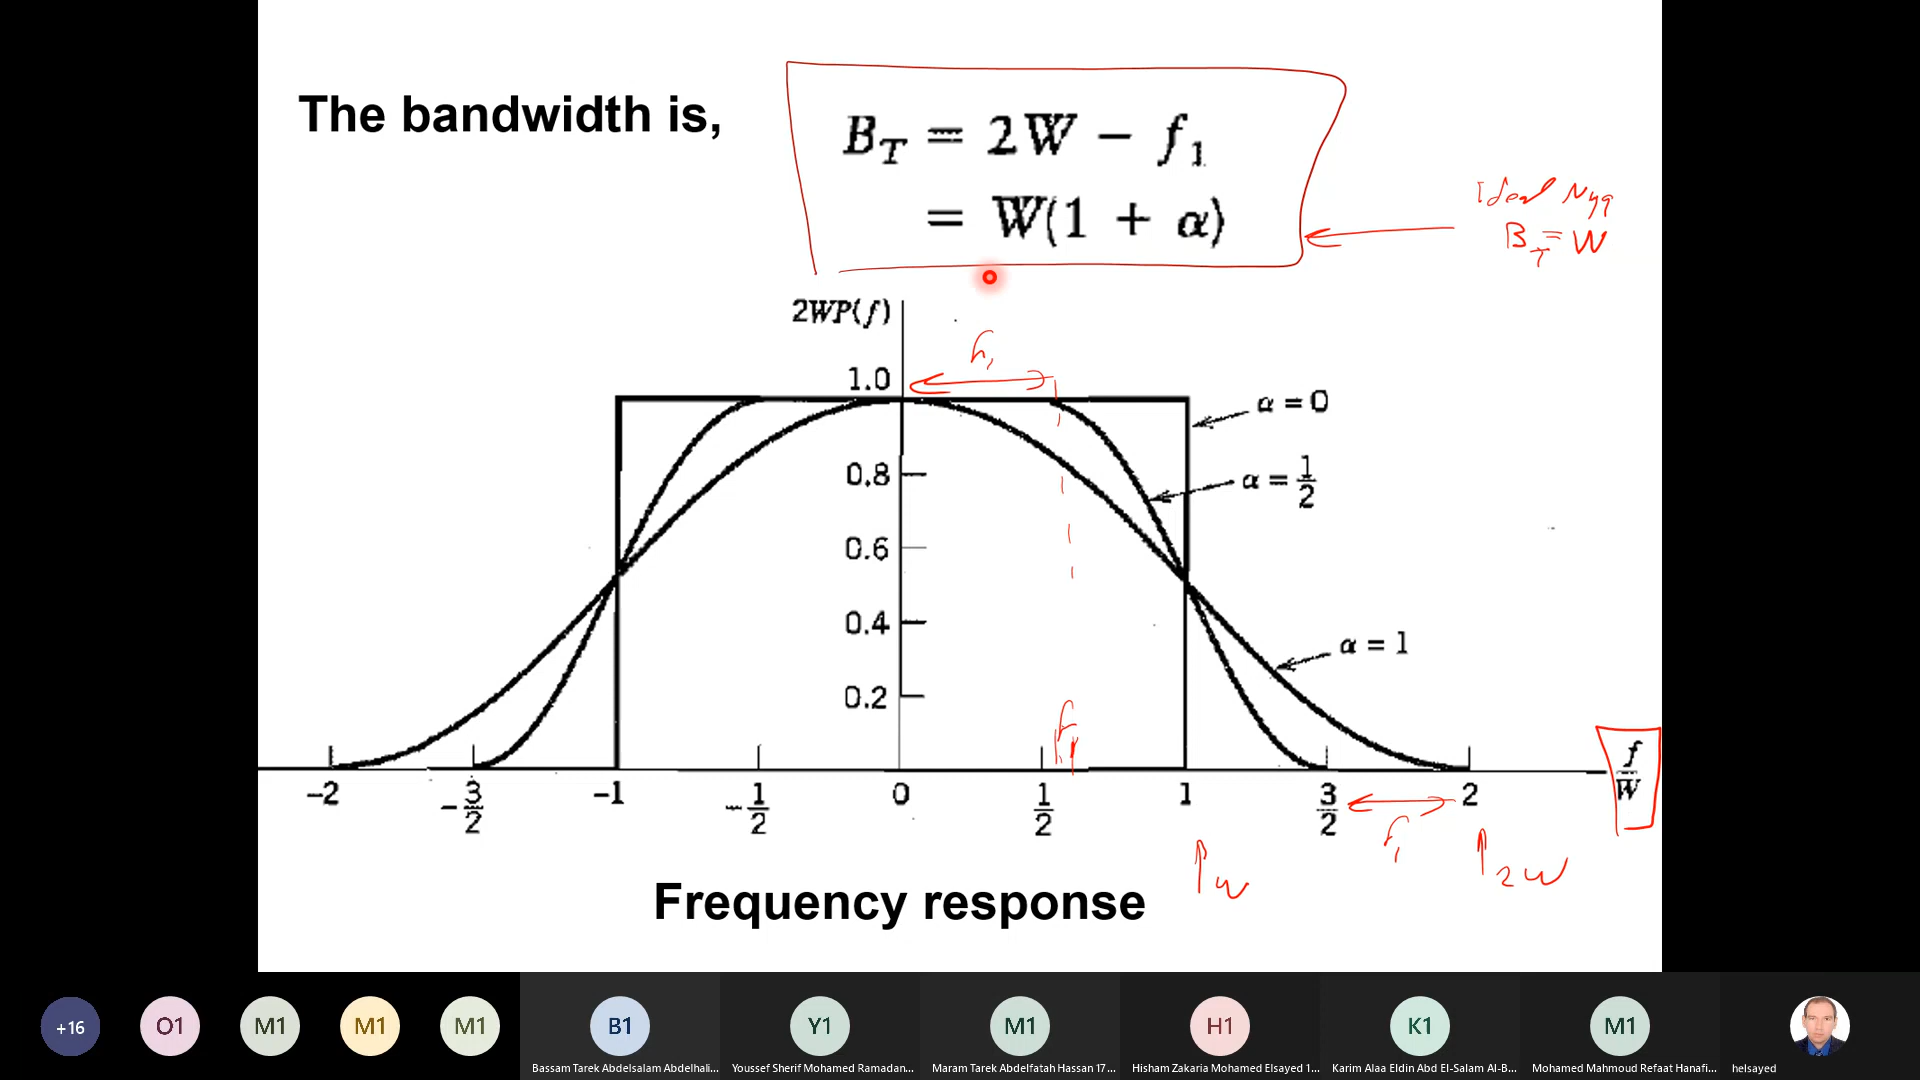 The bandwidth is,
B_T = 2W − f_1
= W(1 + α)
Ideal Nyq
B_T = W
2WP(f)
f_1
1.0
α = 0
0.8
α = 1/2
0.6
0.4
α = 1
0.2
f_1
f/W
−2
−3/2
−1
−1/2
0
1/2
1
3/2
2
f_1
W
2W
Frequency response
+16
O1
M1
M1
M1
B1
Y1
M1
H1
K1
M1
Bassam Tarek Abdelsalam Abdelhali...
Youssef Sherif Mohamed Ramadan...
Maram Tarek Abdelfatah Hassan 17...
Hisham Zakaria Mohamed Elsayed 1...
Karim Alaa Eldin Abd El-Salam Al-B...
Mohamed Mahmoud Refaat Hanafi...
helsayed